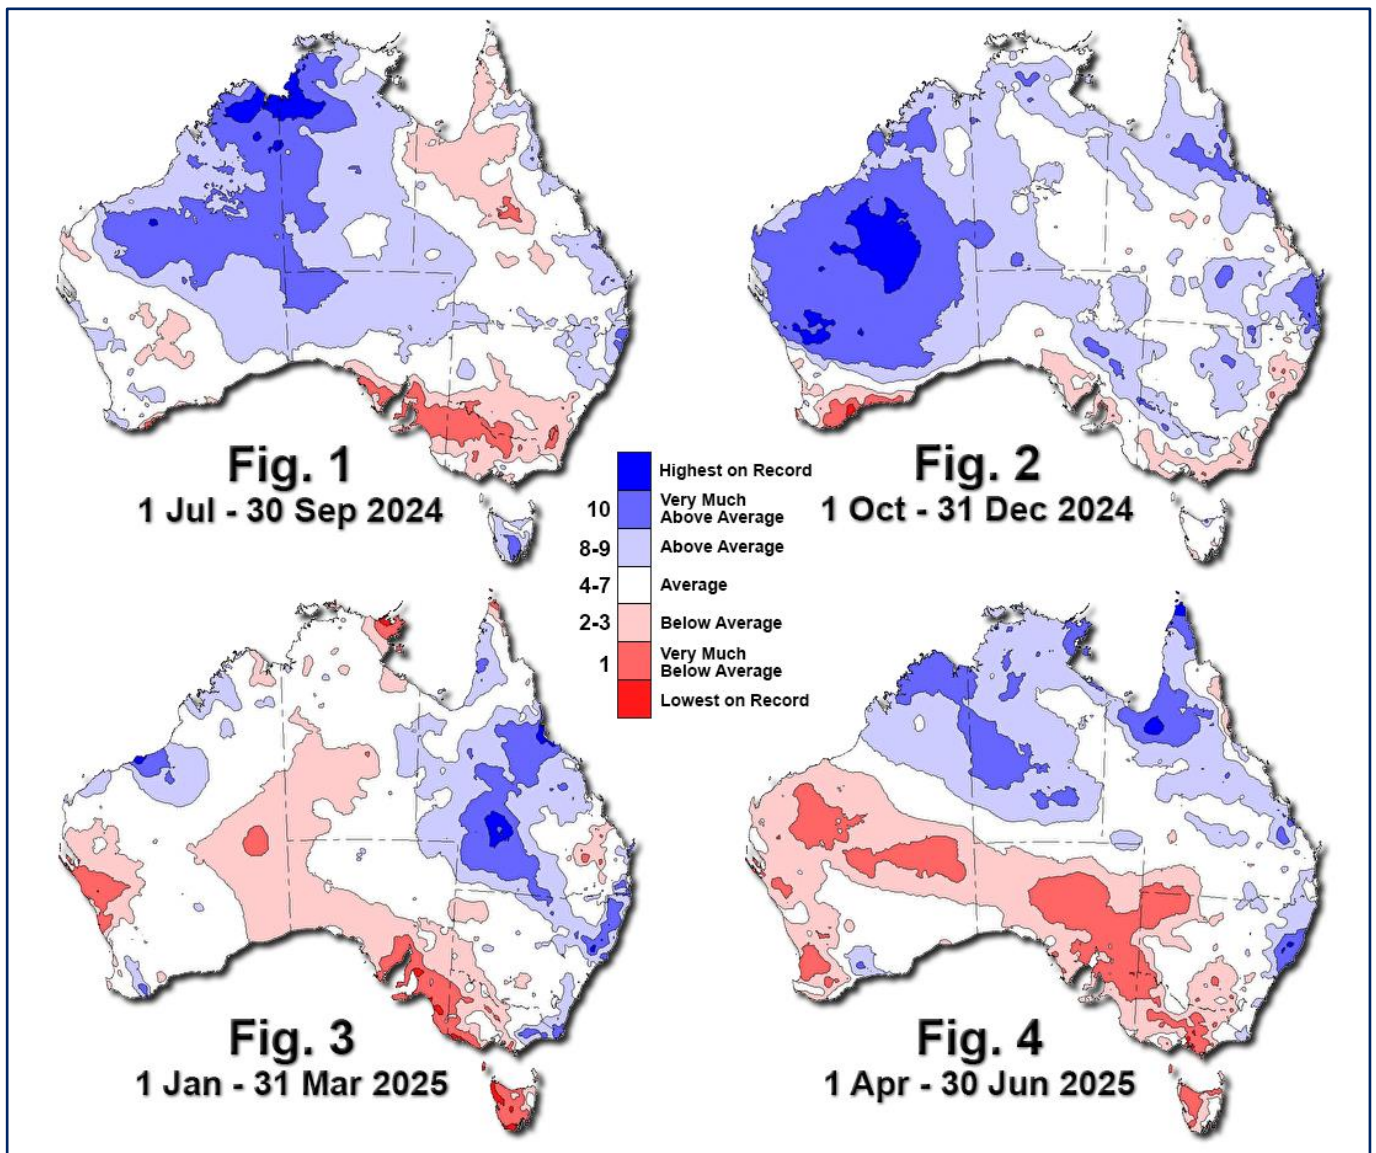 Fig. 1
1 Jul - 30 Sep 2024
Fig. 2
1 Oct - 31 Dec 2024
Highest on Record
10 Very Much
Above Average
8-9 Above Average
4-7 Average
2-3 Below Average
1 Very Much
Below Average
Lowest on Record
Fig. 3
1 Jan - 31 Mar 2025
Fig. 4
1 Apr - 30 Jun 2025